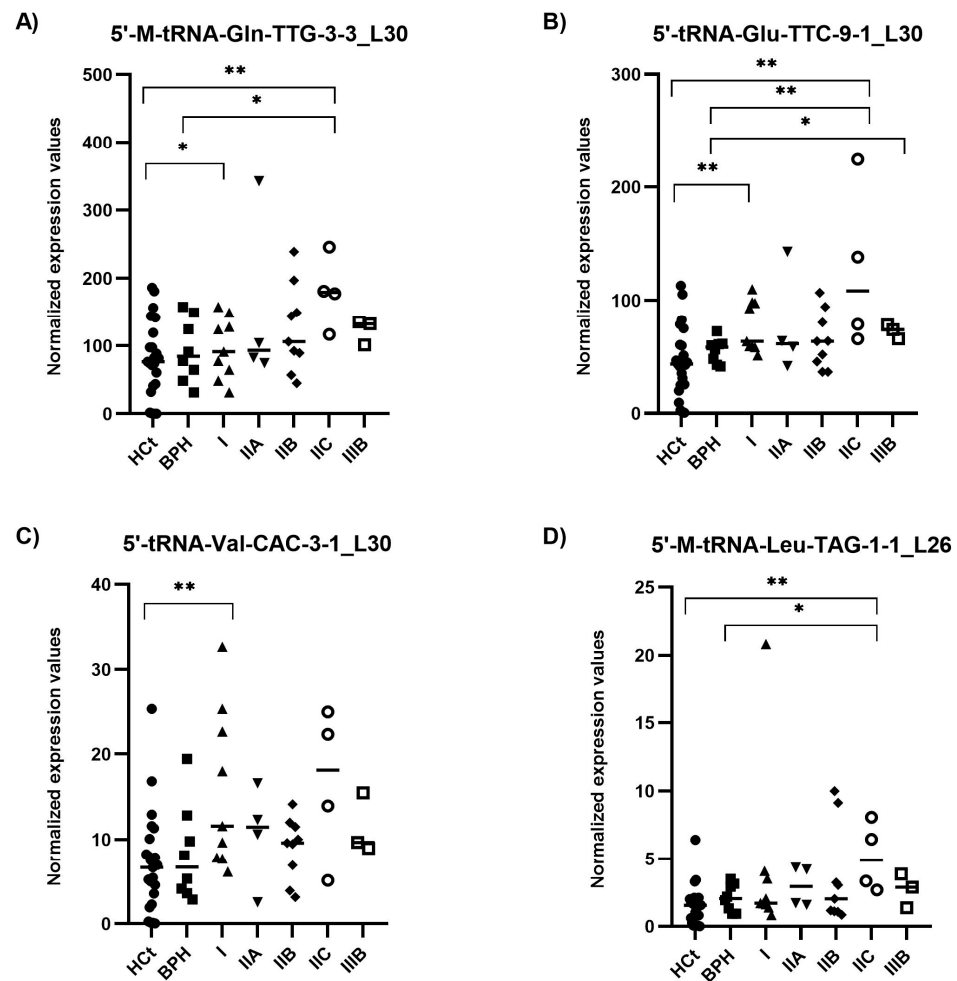 A)
5'-M-tRNA-Gln-TTG-3-3_L30
Normalized expression values
500
400
300
200
100
0
**
*
*
HCt
BPH
I
IIA
IIB
IIC
IIIB
B)
5'-tRNA-Glu-TTC-9-1_L30
Normalized expression values
300
200
100
0
**
**
*
**
HCt
BPH
I
IIA
IIB
IIC
IIIB
C)
5'-tRNA-Val-CAC-3-1_L30
Normalized expression values
40
30
20
10
0
**
HCt
BPH
I
IIA
IIB
IIC
IIIB
D)
5'-M-tRNA-Leu-TAG-1-1_L26
Normalized expression values
25
20
15
10
5
0
**
*
HCt
BPH
I
IIA
IIB
IIC
IIIB